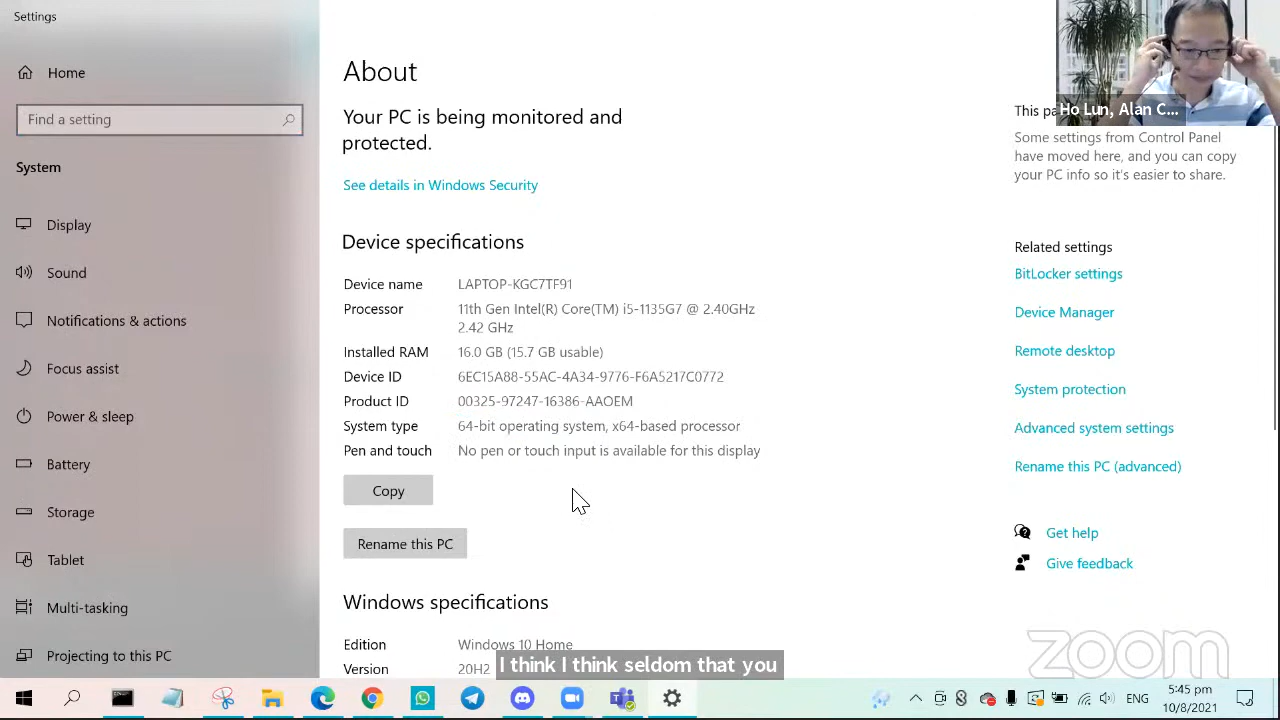 Settings
Home
Find a setting
System
Display
Sound
Notifications & actions
Focus assist
Power & sleep
Battery
Storage
Tablet
Multi-tasking
Projecting to this PC
About
Your PC is being monitored and
protected.
See details in Windows Security
Device specifications
Device name LAPTOP-KGC7TF91
Processor 11th Gen Intel(R) Core(TM) i5-1135G7 @ 2.40GHz
2.42 GHz
Installed RAM 16.0 GB (15.7 GB usable)
Device ID 6EC15A88-55AC-4A34-9776-F6A5217C0772
Product ID 00325-97247-16386-AAOEM
System type 64-bit operating system, x64-based processor
Pen and touch No pen or touch input is available for this display
Copy
Rename this PC
Windows specifications
Edition Windows 10 Home
Version 20H2
Ho Lun, Alan C...
This pa
Some settings from Control Panel
have moved here, and you can copy
your PC info so it's easier to share.
Related settings
BitLocker settings
Device Manager
Remote desktop
System protection
Advanced system settings
Rename this PC (advanced)
Get help
Give feedback
zoom
I think I think seldom that you
ENG
5:45 pm
10/8/2021